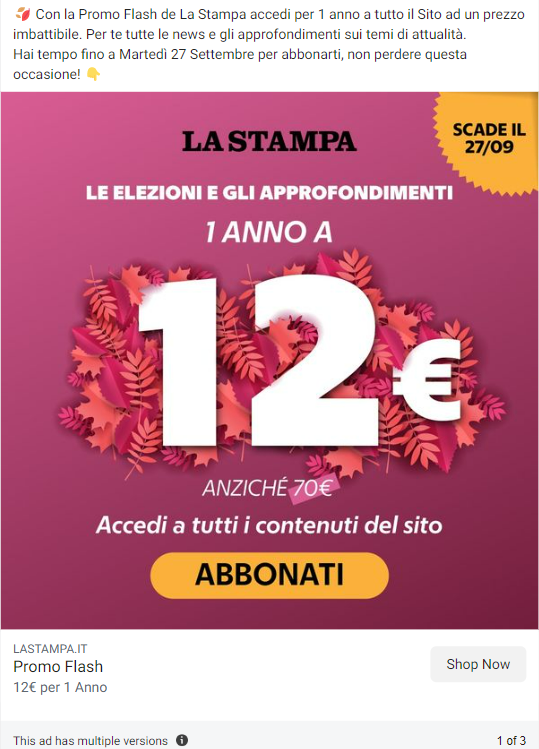 🍂 Con la Promo Flash de La Stampa accedi per 1 anno a tutto il Sito ad un prezzo
imbattibile. Per te tutte le news e gli approfondimenti sui temi di attualità.
Hai tempo fino a Martedì 27 Settembre per abbonarti, non perdere questa
occasione! 👇
LA STAMPA
SCADE IL
27/09
LE ELEZIONI E GLI APPROFONDIMENTI
1 ANNO A
12€
ANZICHÉ 70€
Accedi a tutti i contenuti del sito
ABBONATI
LASTAMPA.IT
Promo Flash
12€ per 1 Anno
Shop Now
This ad has multiple versions
1 of 3